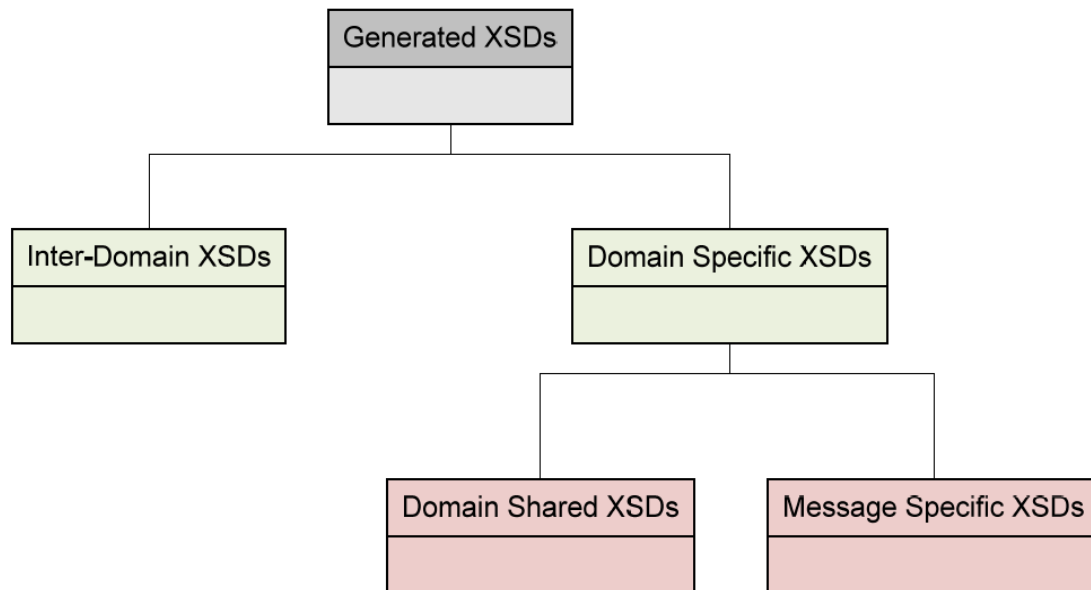 Generated XSDs
Inter-Domain XSDs
Domain Specific XSDs
Domain Shared XSDs
Message Specific XSDs